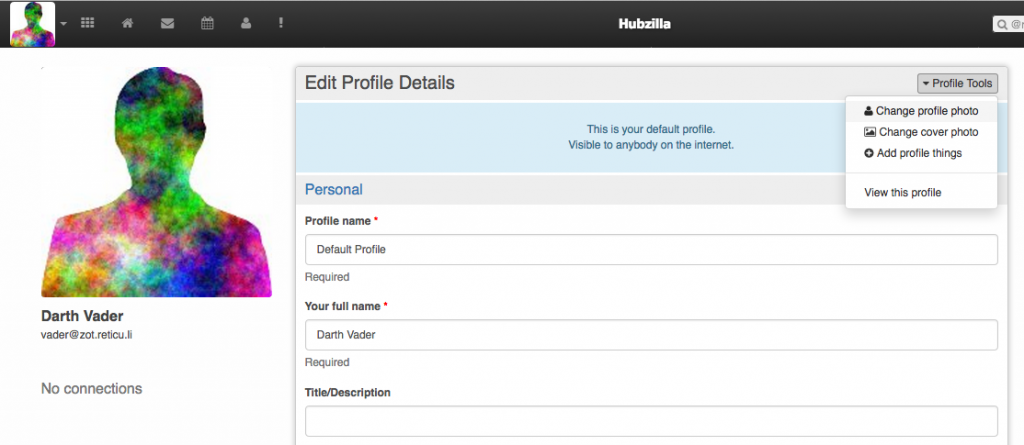 Hubzilla
Edit Profile Details
Profile Tools
Change profile photo
Change cover photo
Add profile things
View this profile
This is your default profile.
Visible to anybody on the internet.
Personal
Profile name *
Default Profile
Required
Your full name *
Darth Vader
Required
Title/Description
Darth Vader
vader@zot.reticu.li
No connections